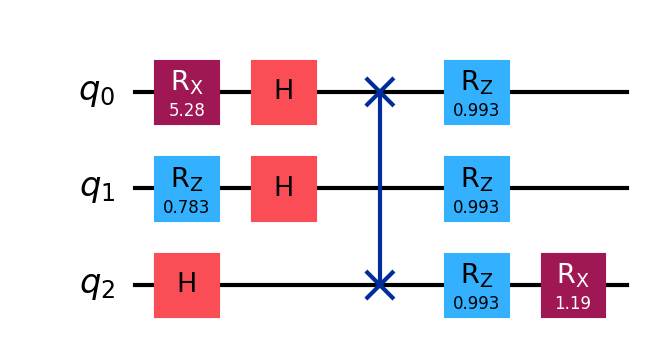 q0 RX 5.28 H RZ 0.993
q1 RZ 0.783 H RZ 0.993
q2 H RZ 0.993 RX 1.19